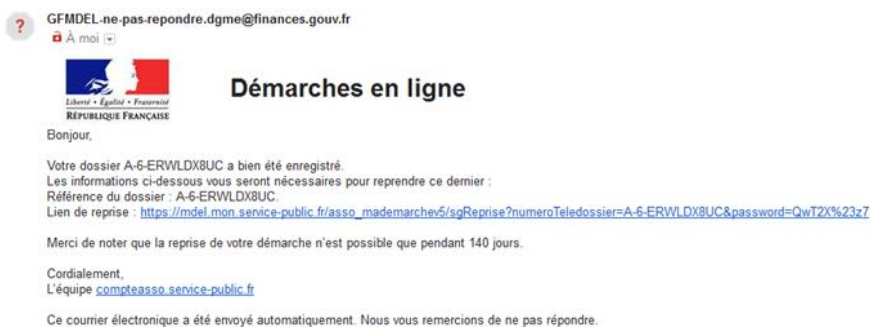 ?
GFMDEL-ne-pas-repondre.dgme@finances.gouv.fr
À moi
Liberté • Égalité • Fraternité
RÉPUBLIQUE FRANÇAISE
Démarches en ligne
Bonjour,
Votre dossier A-6-ERWLDX8UC a bien été enregistré.
Les informations ci-dessous vous seront nécessaires pour reprendre ce dernier :
Référence du dossier : A-6-ERWLDX8UC.
Lien de reprise : https://mdel.mon.service-public.fr/asso_mademarchev5/sgReprise?numeroTeledossier=A-6-ERWLDX8UC&password=QwT2X%23z7
Merci de noter que la reprise de votre démarche n'est possible que pendant 140 jours.
Cordialement,
L'équipe compteasso.service-public.fr
Ce courrier électronique a été envoyé automatiquement. Nous vous remercions de ne pas répondre.